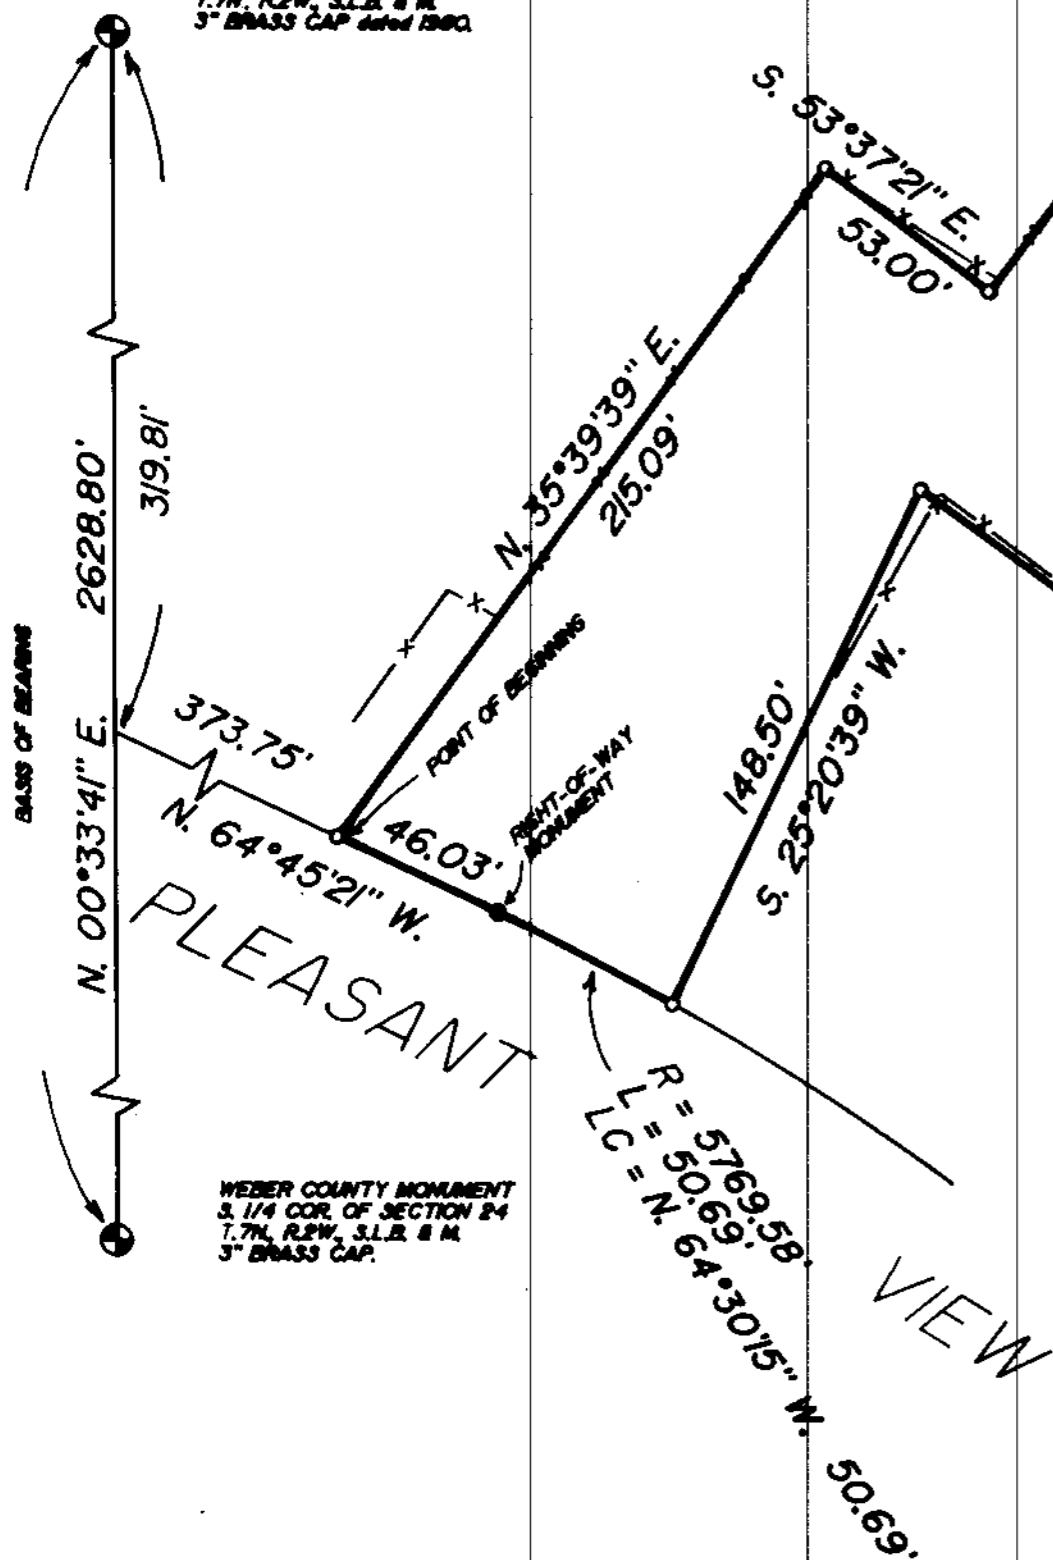 T.7N., R.2W., S.L.B. & M.
3" BRASS CAP dated 1980.
S. 53°37'21" E.
53.00'
N. 35°39'39" E.
215.09'
BASIS OF BEARING
N. 00°33'41" E. 2628.80'
319.81'
373.75'
N. 64°45'21" W.
POINT OF BEGINNING
46.03'
RIGHT-OF-WAY
MONUMENT
148.50'
S. 25°20'39" W.
PLEASANT
VIEW
R = 5769.58'
L = 50.69'
LC = N. 64°30'15" W. 50.69'
WEBER COUNTY MONUMENT
S. 1/4 COR. OF SECTION 24
T.7N., R.2W., S.L.B. & M.
3" BRASS CAP.